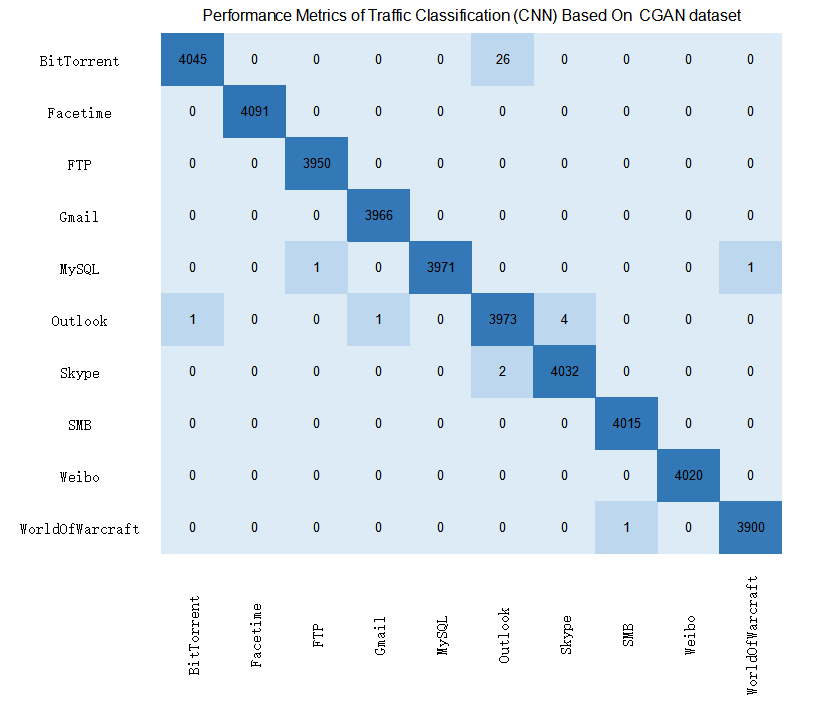 Performance Metrics of Traffic Classification (CNN) Based On CGAN dataset
BitTorrent 4045 0 0 0 0 26 0 0 0 0
Facetime 0 4091 0 0 0 0 0 0 0 0
FTP 0 0 3950 0 0 0 0 0 0 0
Gmail 0 0 0 3966 0 0 0 0 0 0
MySQL 0 0 1 0 3971 0 0 0 0 1
Outlook 1 0 0 1 0 3973 4 0 0 0
Skype 0 0 0 0 0 2 4032 0 0 0
SMB 0 0 0 0 0 0 0 4015 0 0
Weibo 0 0 0 0 0 0 0 0 4020 0
WorldOfWarcraft 0 0 0 0 0 0 0 1 0 3900
BitTorrent
Facetime
FTP
Gmail
MySQL
Outlook
Skype
SMB
Weibo
WorldOfWarcraft